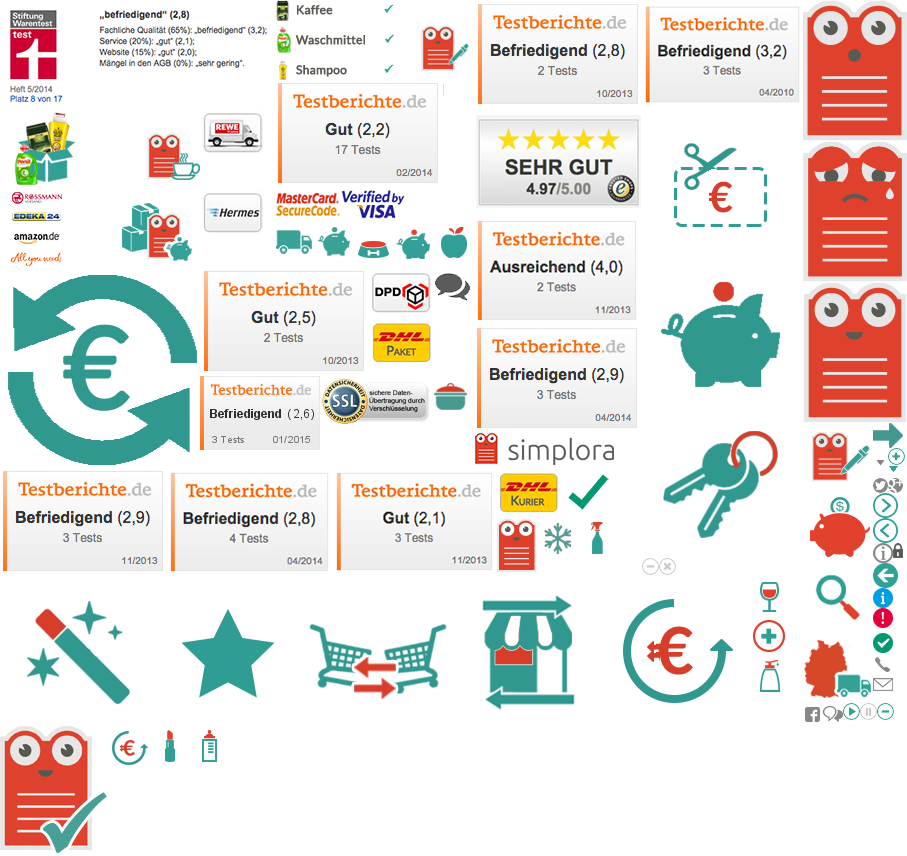 Stiftung
Warentest
test
1
Heft 5/2014
Platz 8 von 17
„befriedigend“ (2,8)
Fachliche Qualität (65%): „befriedigend“ (3,2);
Service (20%): „gut“ (2,1);
Website (15%): „gut“ (2,0);
Mängel in den AGB (0%): „sehr gering“.
Kaffee
Waschmittel
Shampoo
Testberichte.de
Befriedigend (2,8)
2 Tests
10/2013
Testberichte.de
Befriedigend (3,2)
3 Tests
04/2010
Testberichte.de
Gut (2,2)
17 Tests
02/2014
REWE
SEHR GUT
4.97/5.00
e
€
Persil
ROSSMANN
EDEKA 24
amazon.de
All you need
Hermes
MasterCard.
SecureCode.
Verified by
VISA
Testberichte.de
Ausreichend (4,0)
2 Tests
11/2013
€
Testberichte.de
Gut (2,5)
2 Tests
10/2013
DPD
DHL
PAKET
Testberichte.de
Befriedigend (2,9)
3 Tests
04/2014
Testberichte.de
Befriedigend (2,6)
3 Tests
01/2015
DATENSICHERHEIT
SSL
DATENSICHERHEIT
sichere Daten-
Übertragung durch
Verschlüsselung
simplora
Testberichte.de
Befriedigend (2,9)
3 Tests
11/2013
Testberichte.de
Befriedigend (2,8)
4 Tests
04/2014
Testberichte.de
Gut (2,1)
3 Tests
11/2013
DHL
KURIER
$
i
i
!
€
f
€